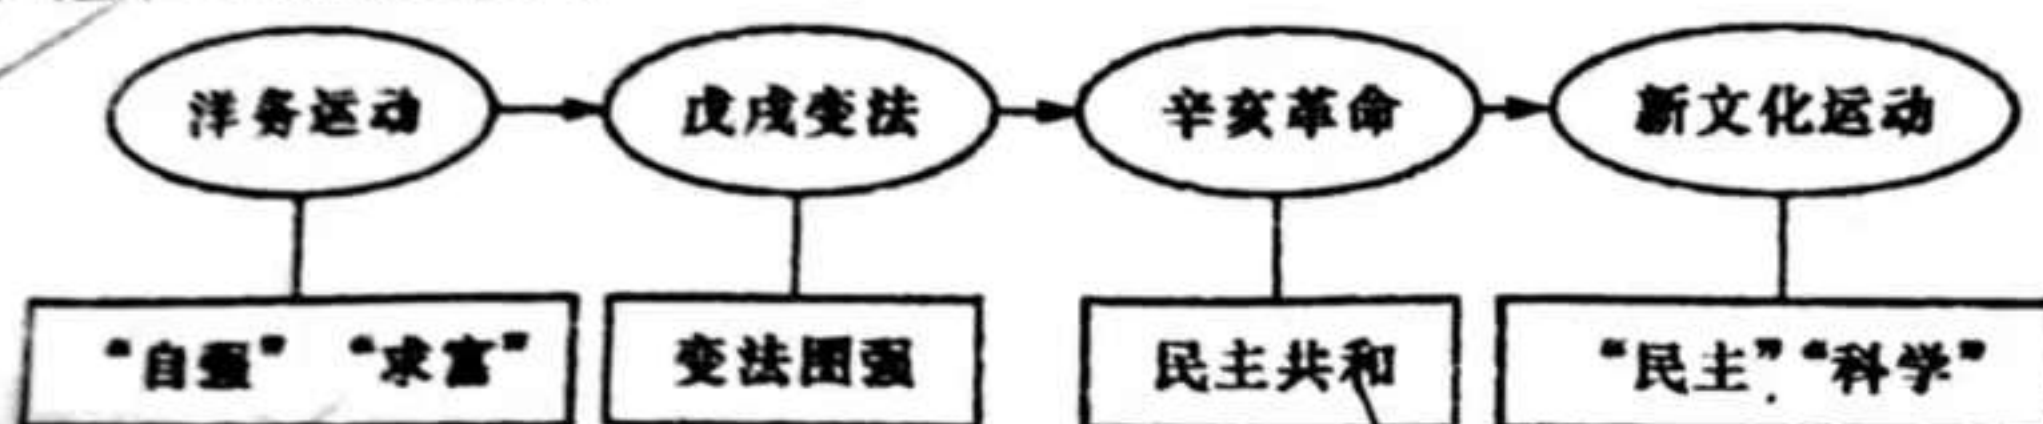 洋务运动 戊戌变法 辛亥革命 新文化运动
“自强” “求富” 变法图强 民主共和 “民主”“科学”